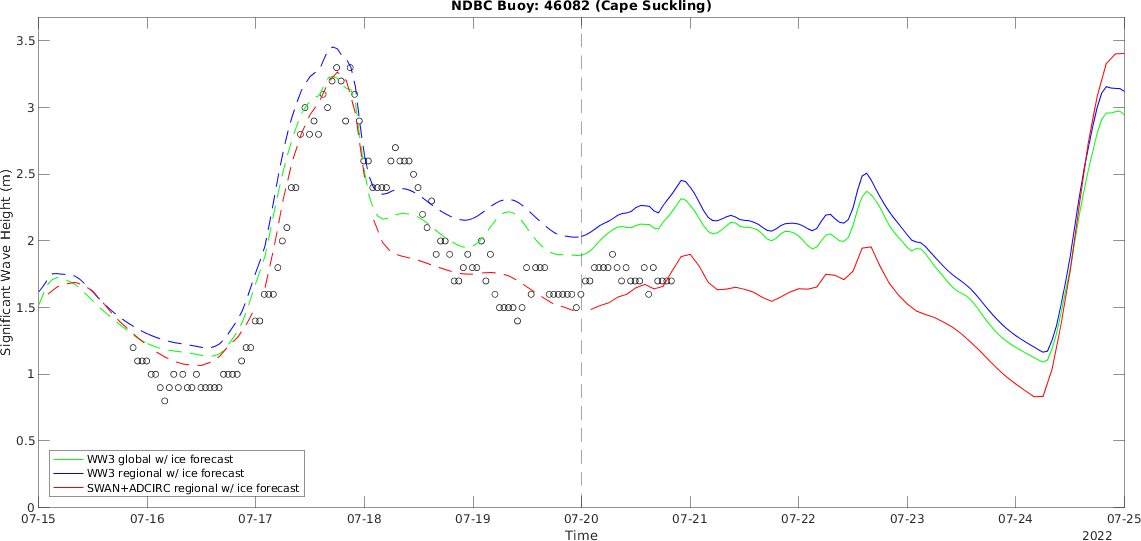 NDBC Buoy: 46082 (Cape Suckling)
3.5
3
2.5
2
1.5
1
0.5
0
Significant Wave Height (m)
WW3 global w/ ice forecast
WW3 regional w/ ice forecast
SWAN+ADCIRC regional w/ ice forecast
07-15 07-16 07-17 07-18 07-19 07-20 07-21 07-22 07-23 07-24 07-25
Time
2022